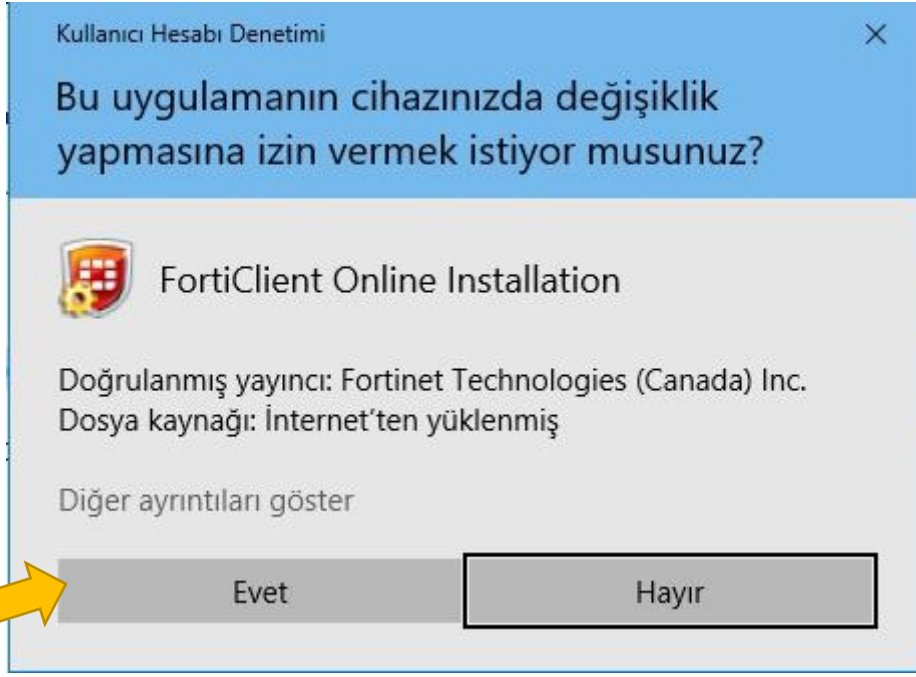 Kullanıcı Hesabı Denetimi
Bu uygulamanın cihazınızda değişiklik
yapmasına izin vermek istiyor musunuz?
FortiClient Online Installation
Doğrulanmış yayıncı: Fortinet Technologies (Canada) Inc.
Dosya kaynağı: İnternet’ten yüklenmiş
Diğer ayrıntıları göster
Evet
Hayır